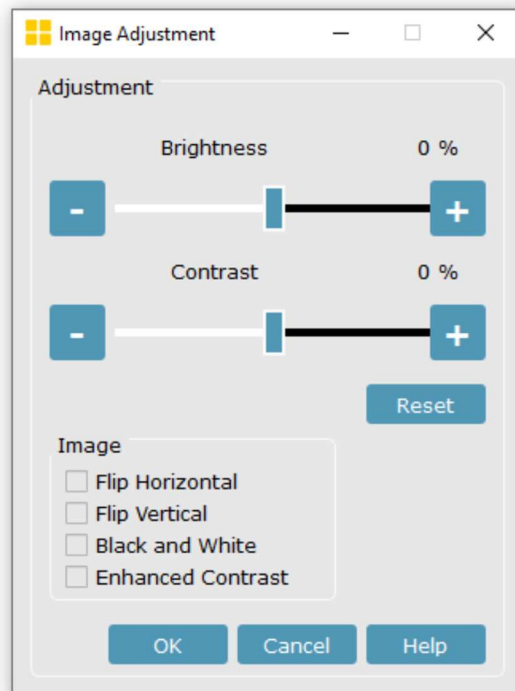 Image Adjustment
Adjustment
Brightness 0 %
- +
Contrast 0 %
- +
Reset
Image
Flip Horizontal
Flip Vertical
Black and White
Enhanced Contrast
OK Cancel Help